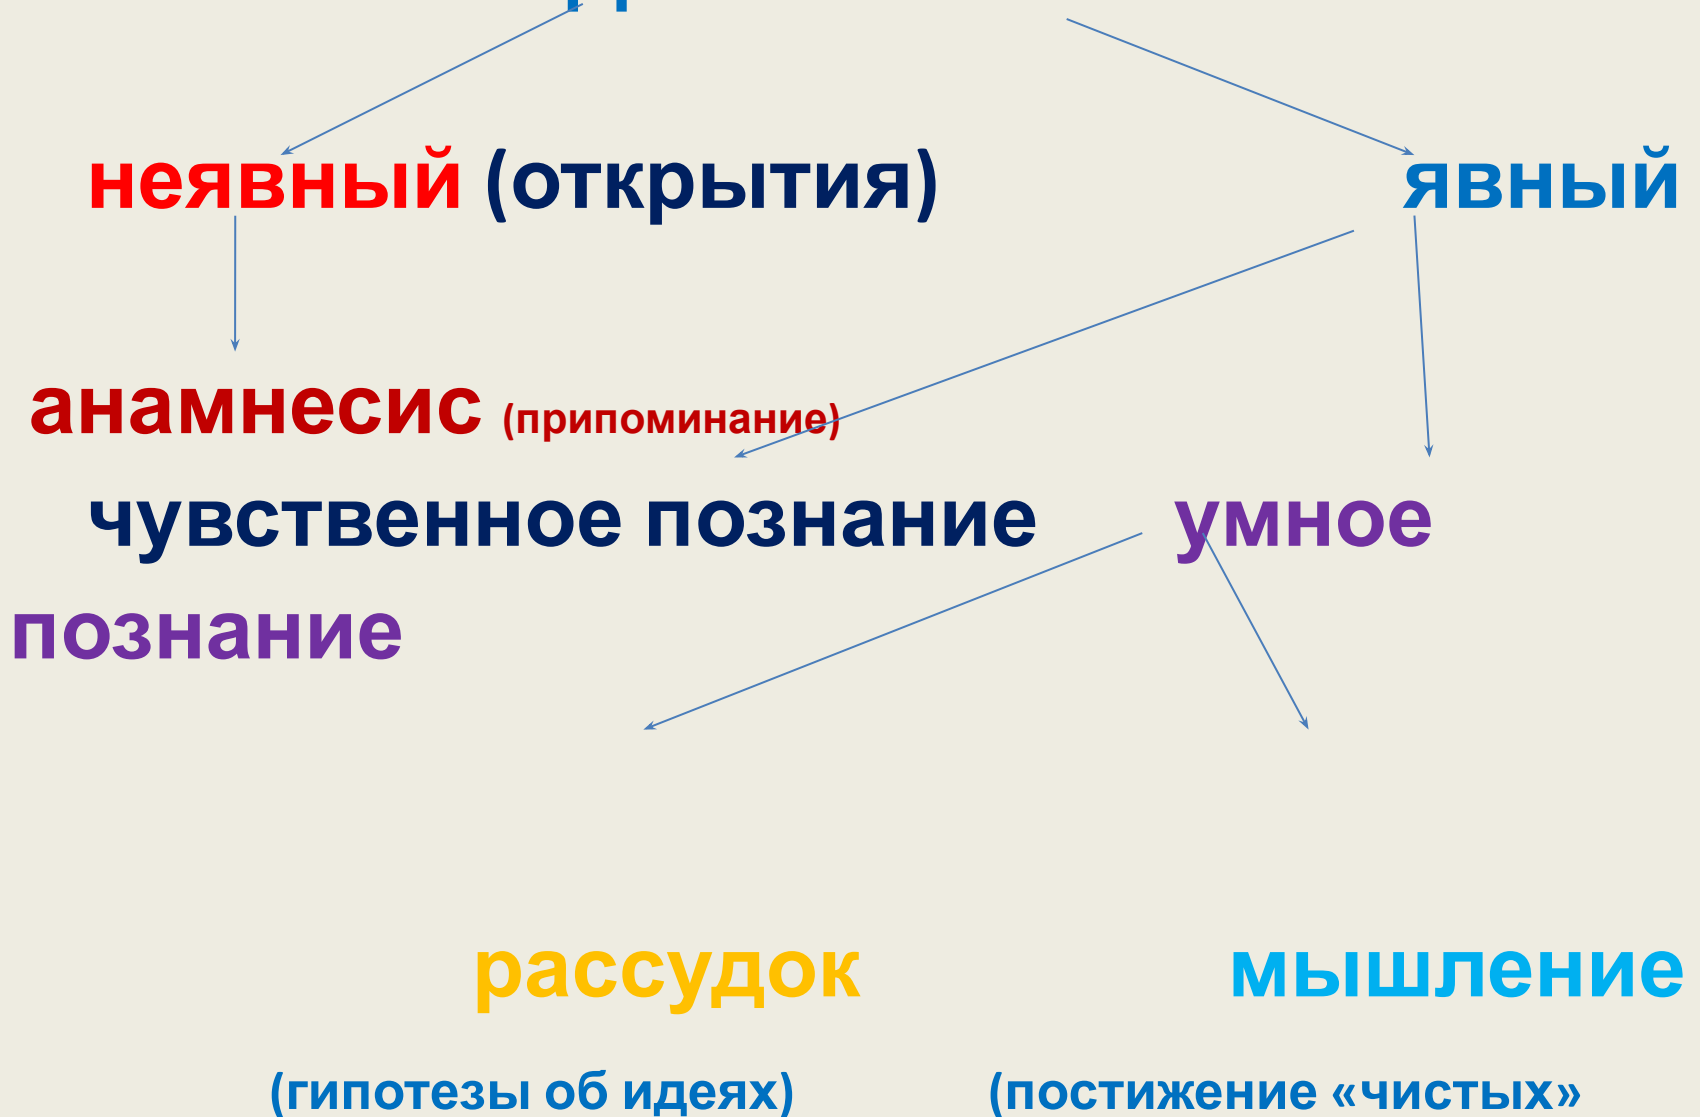 неявный (открытия) явный
анамнесис (припоминание)
чувственное познание умное
познание
рассудок мышление
(гипотезы об идеях) (постижение «чистых»